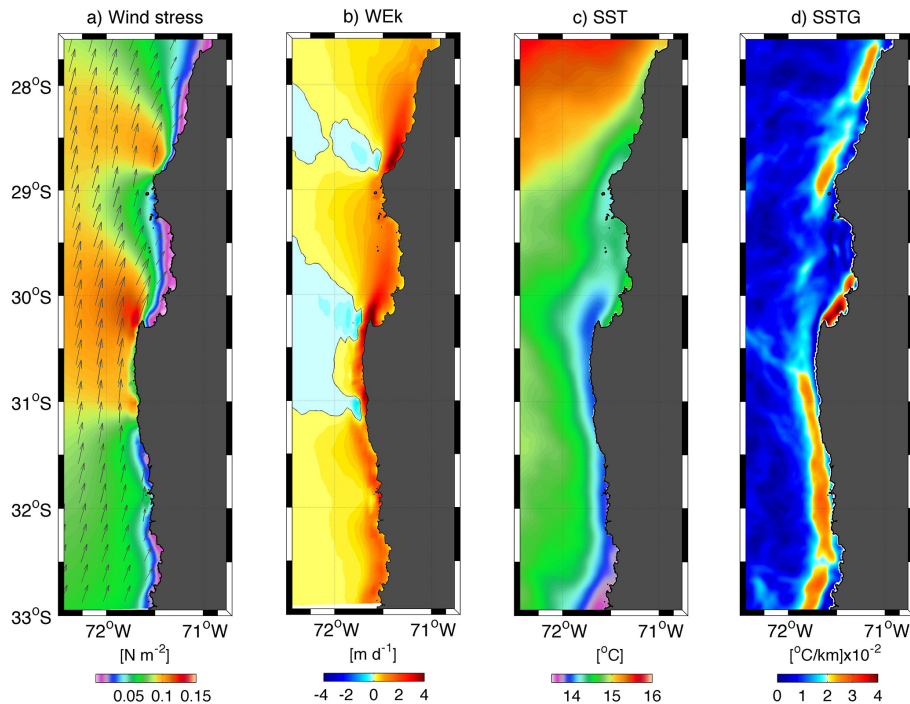 a) Wind stress
b) WEk
c) SST
d) SSTG
28°S
29°S
30°S
31°S
32°S
33°S
72°W 71°W
72°W 71°W
72°W 71°W
72°W 71°W
[N m⁻²]
[m d⁻¹]
[°C]
[°C/km]x10⁻²
0.05 0.1 0.15
-4 -2 0 2 4
14 15 16
0 1 2 3 4